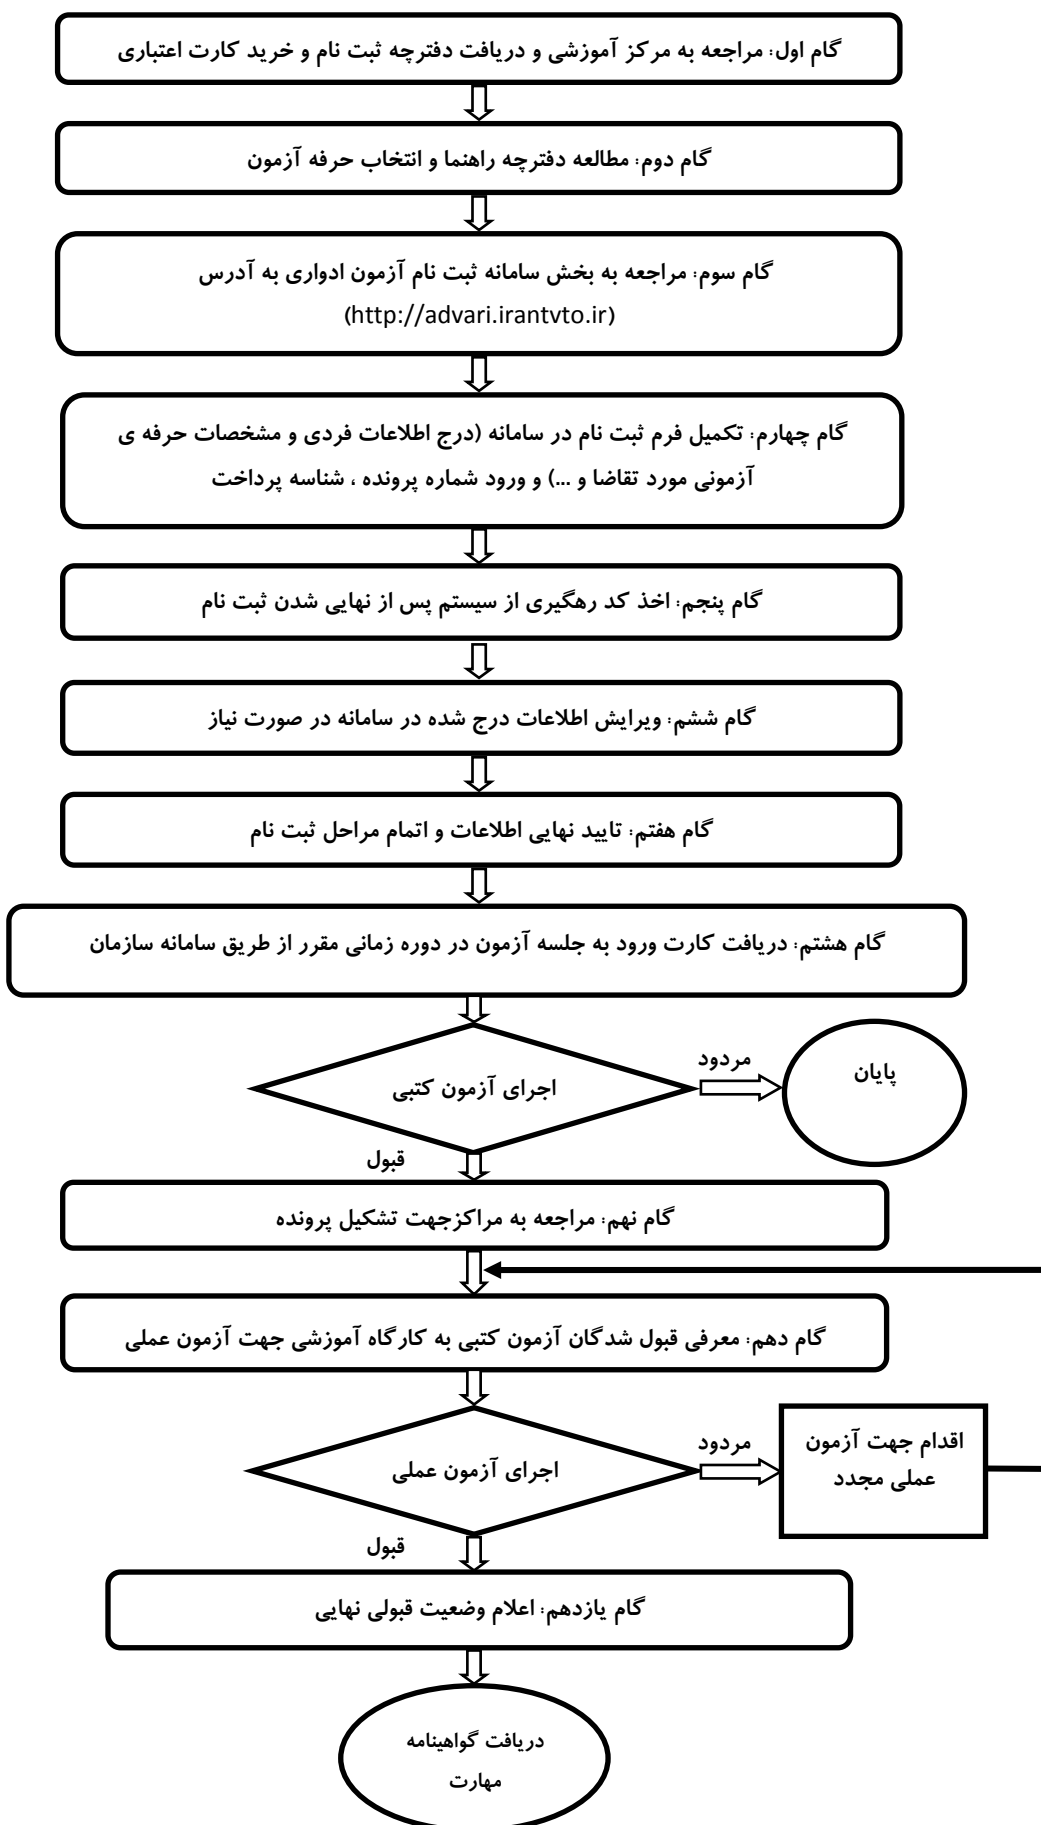 گام اول: مراجعه به مرکز آموزشی و دریافت دفترچه ثبت نام و خرید کارت اعتباری
گام دوم: مطالعه دفترچه راهنما و انتخاب حرفه آزمون
گام سوم: مراجعه به بخش سامانه ثبت نام آزمون ادواری به آدرس
(http://advari.irantvto.ir)
گام چهارم: تکمیل فرم ثبت نام در سامانه (درج اطلاعات فردی و مشخصات حرفه ی
آزمونی مورد تقاضا و ...) و ورود شماره پرونده ، شناسه پرداخت
گام پنجم: اخذ کد رهگیری از سیستم پس از نهایی شدن ثبت نام
گام ششم: ویرایش اطلاعات درج شده در سامانه در صورت نیاز
گام هفتم: تایید نهایی اطلاعات و اتمام مراحل ثبت نام
گام هشتم: دریافت کارت ورود به جلسه آزمون در دوره زمانی مقرر از طریق سامانه سازمان
اجرای آزمون کتبی
مردود
پایان
قبول
گام نهم: مراجعه به مراکزجهت تشکیل پرونده
گام دهم: معرفی قبول شدگان آزمون کتبی به کارگاه آموزشی جهت آزمون عملی
اجرای آزمون عملی
مردود
اقدام جهت آزمون
عملی مجدد
قبول
گام یازدهم: اعلام وضعیت قبولی نهایی
دریافت گواهینامه
مهارت